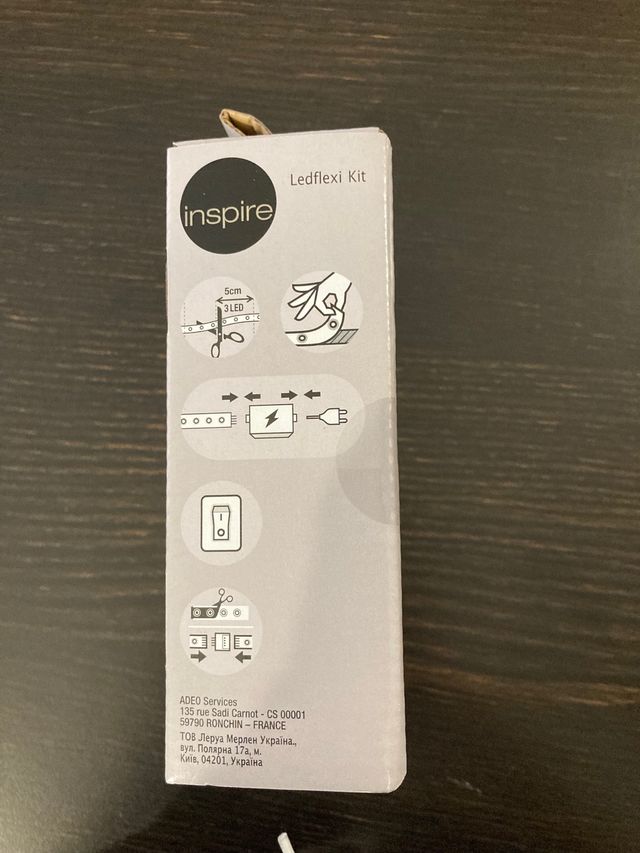 inspire
Ledflexi Kit
5cm
3 LED
ADEO Services
135 rue Sadi Carnot - CS 00001
59790 RONCHIN – FRANCE
ТОВ „Леруа Мерлен Україна„
вул. Полярна 17а, м.
Київ, 04201, Україна